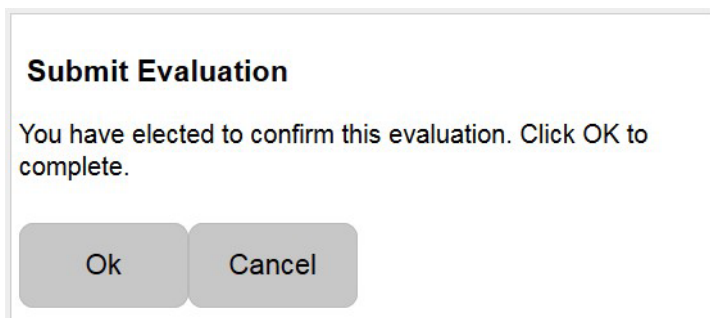 Submit Evaluation
You have elected to confirm this evaluation. Click OK to
complete.
Ok Cancel